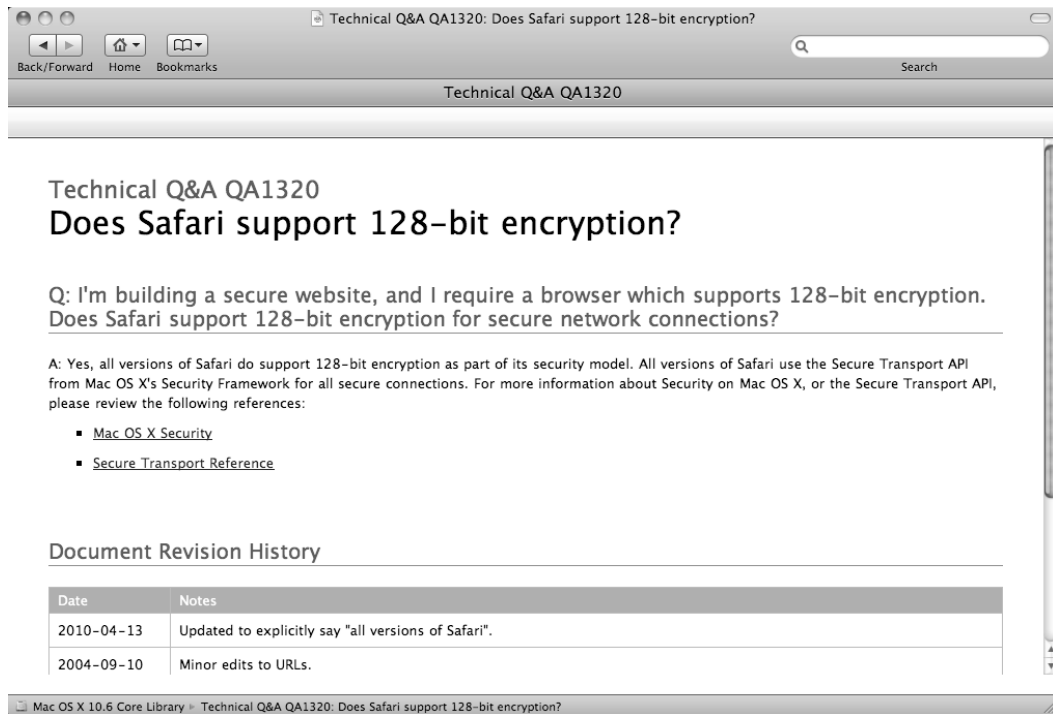 Technical Q&A QA1320: Does Safari support 128-bit encryption?
Back/Forward Home Bookmarks
Search
Technical Q&A QA1320
Technical Q&A QA1320
Does Safari support 128-bit encryption?
Q: I'm building a secure website, and I require a browser which supports 128-bit encryption.
Does Safari support 128-bit encryption for secure network connections?
A: Yes, all versions of Safari do support 128-bit encryption as part of its security model. All versions of Safari use the Secure Transport API
from Mac OS X's Security Framework for all secure connections. For more information about Security on Mac OS X, or the Secure Transport API,
please review the following references:
Mac OS X Security
Secure Transport Reference
Document Revision History
Date Notes
2010-04-13 Updated to explicitly say "all versions of Safari".
2004-09-10 Minor edits to URLs.
Mac OS X 10.6 Core Library ▸ Technical Q&A QA1320: Does Safari support 128-bit encryption?